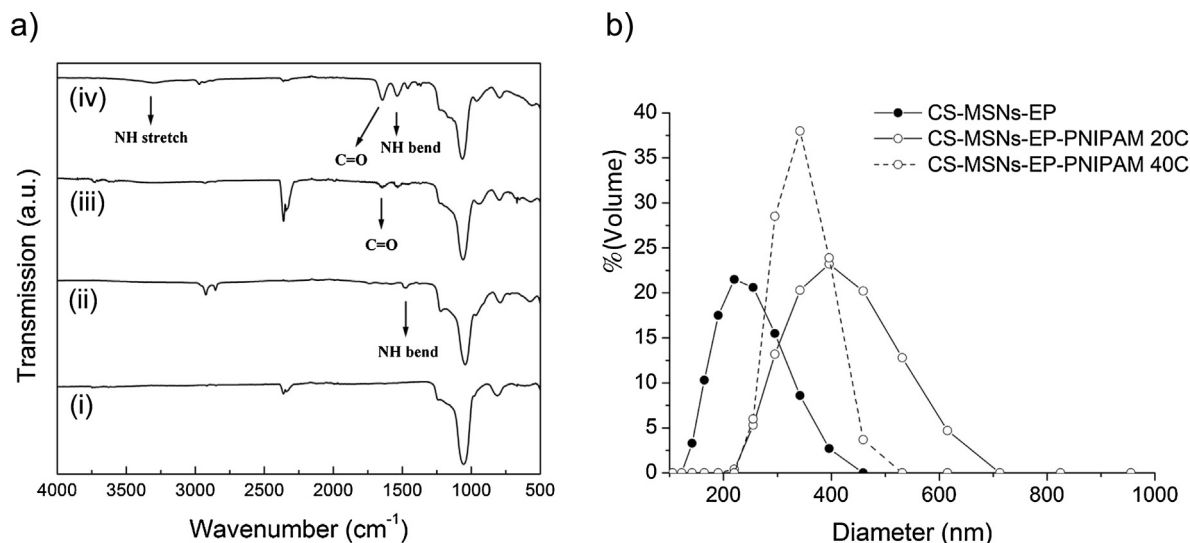 a)
(iv)
NH stretch
C=O
NH bend
(iii)
C=O
(ii)
NH bend
(i)
Transmission (a.u.)
4000 3500 3000 2500 2000 1500 1000 500
Wavenumber (cm⁻¹)
b)
CS-MSNs-EP
CS-MSNs-EP-PNIPAM 20C
CS-MSNs-EP-PNIPAM 40C
%(Volume)
40
35
30
25
20
15
10
5
0
200 400 600 800 1000
Diameter (nm)